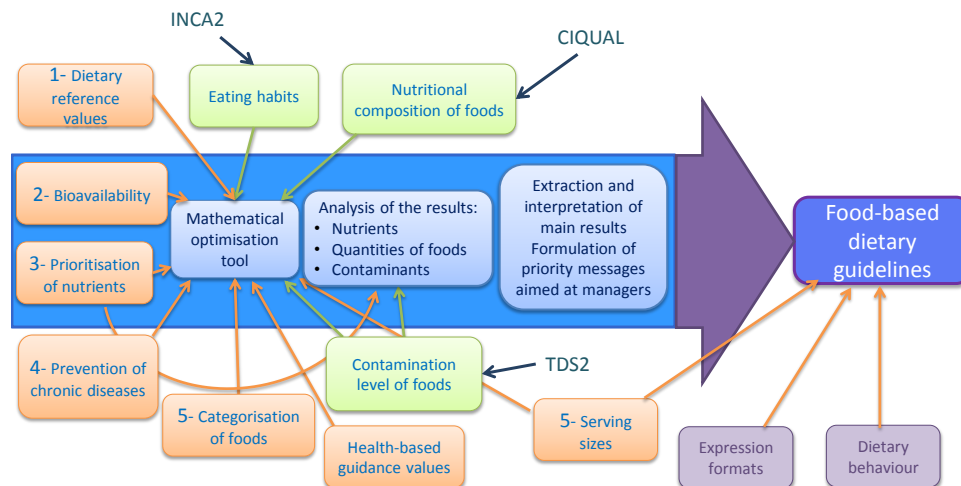 INCA2
CIQUAL
1- Dietary
reference
values
Eating habits
Nutritional
composition of foods
2- Bioavailability
Mathematical
optimisation
tool
Analysis of the results:
• Nutrients
• Quantities of foods
• Contaminants
Extraction and
interpretation of
main results
Formulation of
priority messages
aimed at managers
Food-based
dietary
guidelines
3- Prioritisation
of nutrients
4- Prevention of
chronic diseases
Contamination
level of foods
TDS2
5- Categorisation
of foods
Health-based
guidance values
5- Serving
sizes
Expression
formats
Dietary
behaviour